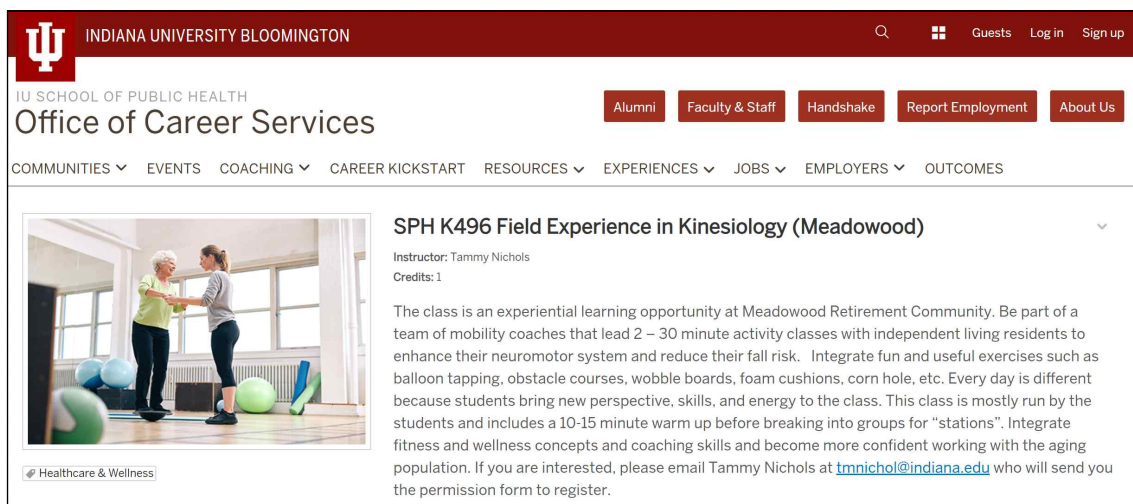 INDIANA UNIVERSITY BLOOMINGTON
Guests Log in Sign up
IU SCHOOL OF PUBLIC HEALTH
Office of Career Services
Alumni Faculty & Staff Handshake Report Employment About Us
COMMUNITIES EVENTS COACHING CAREER KICKSTART RESOURCES EXPERIENCES JOBS EMPLOYERS OUTCOMES
SPH K496 Field Experience in Kinesiology (Meadowood)
Instructor: Tammy Nichols
Credits: 1
The class is an experiential learning opportunity at Meadowood Retirement Community. Be part of a
team of mobility coaches that lead 2 – 30 minute activity classes with independent living residents to
enhance their neuromotor system and reduce their fall risk. Integrate fun and useful exercises such as
balloon tapping, obstacle courses, wobble boards, foam cushions, corn hole, etc. Every day is different
because students bring new perspective, skills, and energy to the class. This class is mostly run by the
students and includes a 10-15 minute warm up before breaking into groups for “stations”. Integrate
fitness and wellness concepts and coaching skills and become more confident working with the aging
population. If you are interested, please email Tammy Nichols at tmnichol@indiana.edu who will send you
the permission form to register.
Healthcare & Wellness